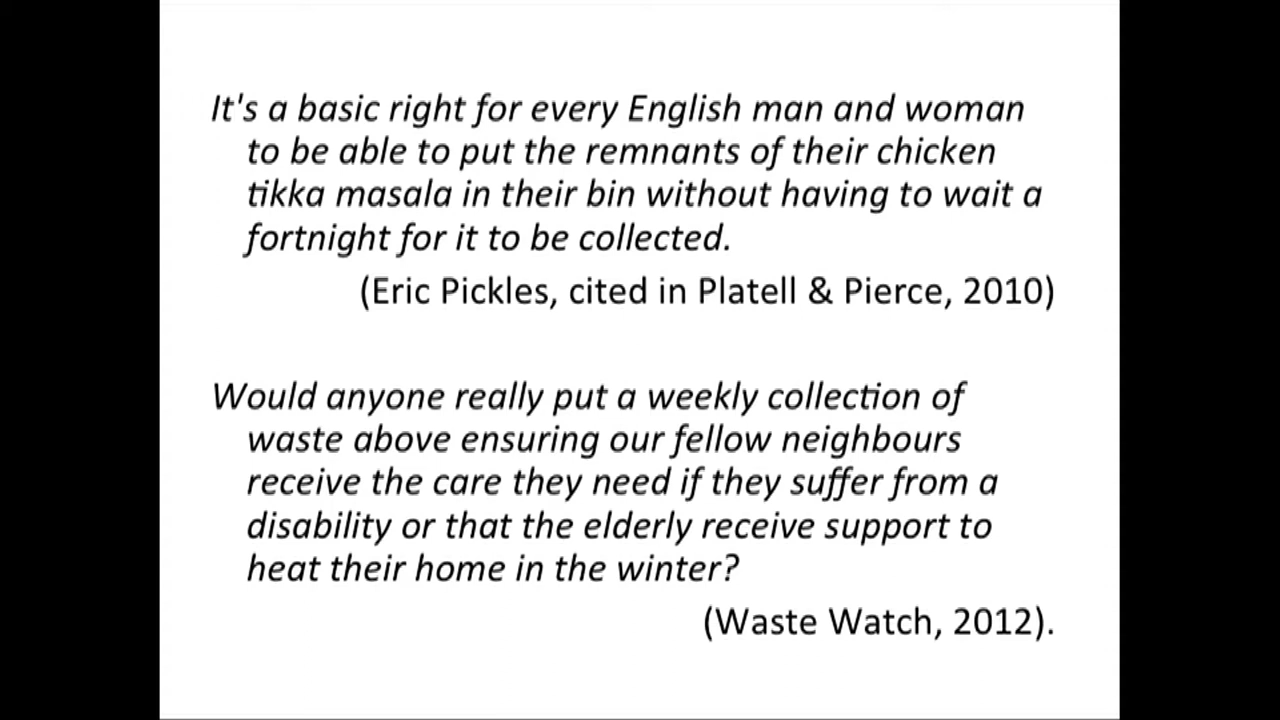 It's a basic right for every English man and woman
to be able to put the remnants of their chicken
tikka masala in their bin without having to wait a
fortnight for it to be collected.
(Eric Pickles, cited in Platell & Pierce, 2010)
Would anyone really put a weekly collection of
waste above ensuring our fellow neighbours
receive the care they need if they suffer from a
disability or that the elderly receive support to
heat their home in the winter?
(Waste Watch, 2012).